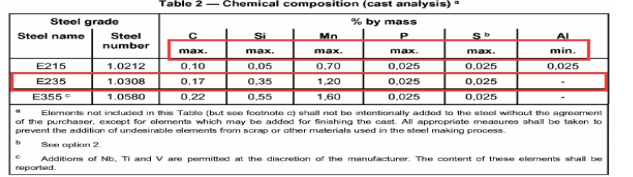 Table 2 — Chemical composition (cast analysis) a
Steel grade % by mass
Steel name Steel number C Si Mn P S b Al
max. max. max. max. max. min.
E215 1.0212 0,10 0,05 0,70 0,025 0,025 0,025
E235 1.0308 0,17 0,35 1,20 0,025 0,025 -
E355 c 1.0580 0,22 0,55 1,60 0,025 0,025 -
a Elements not included in this Table (but see footnote c) shall not be intentionally added to the steel without the agreement
of the purchaser, except for elements which may be added for finishing the cast. All appropriate measures shall be taken to
prevent the addition of undesirable elements from scrap or other materials used in the steel making process.
b See option 2.
c Additions of Nb, Ti and V are permitted at the discretion of the manufacturer. The content of these elements shall be
reported.